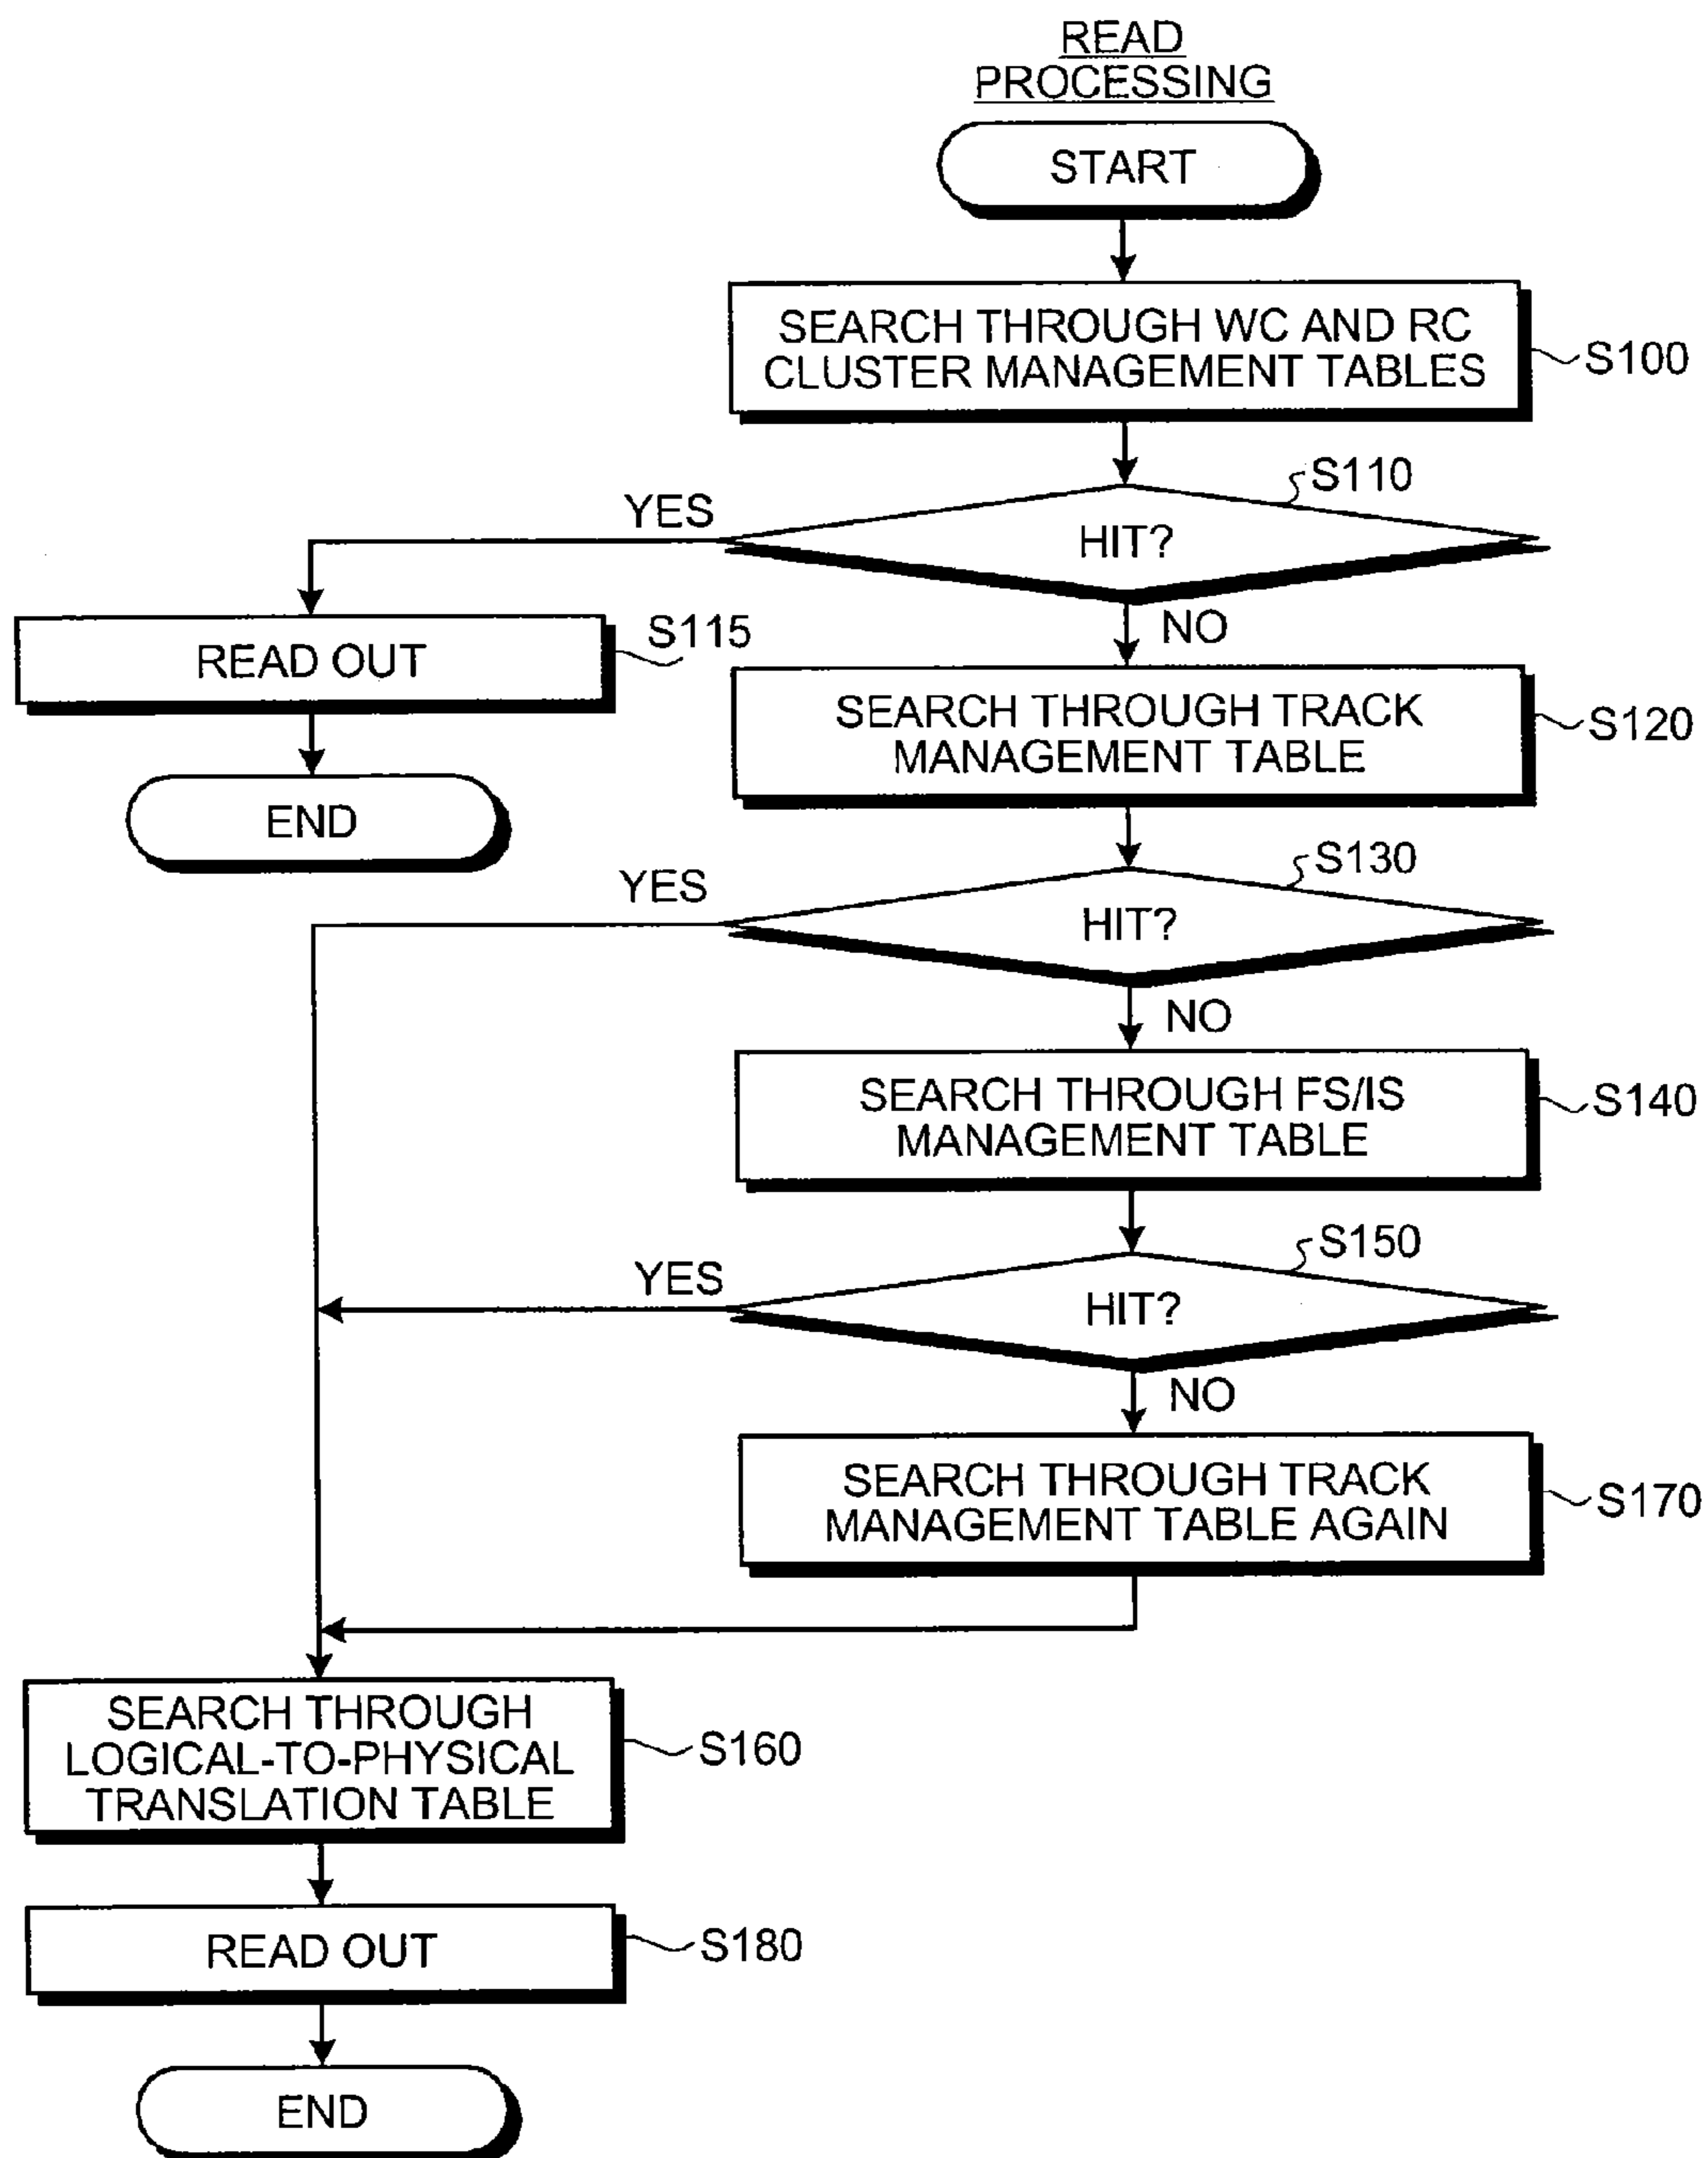 READ
PROCESSING
START
SEARCH THROUGH WC AND RC
CLUSTER MANAGEMENT TABLES
S100
S110
YES
HIT?
NO
READ OUT
S115
END
SEARCH THROUGH TRACK
MANAGEMENT TABLE
S120
S130
YES
HIT?
NO
SEARCH THROUGH FS/IS
MANAGEMENT TABLE
S140
S150
YES
HIT?
NO
SEARCH THROUGH TRACK
MANAGEMENT TABLE AGAIN
S170
SEARCH THROUGH
LOGICAL-TO-PHYSICAL
TRANSLATION TABLE
S160
READ OUT
S180
END